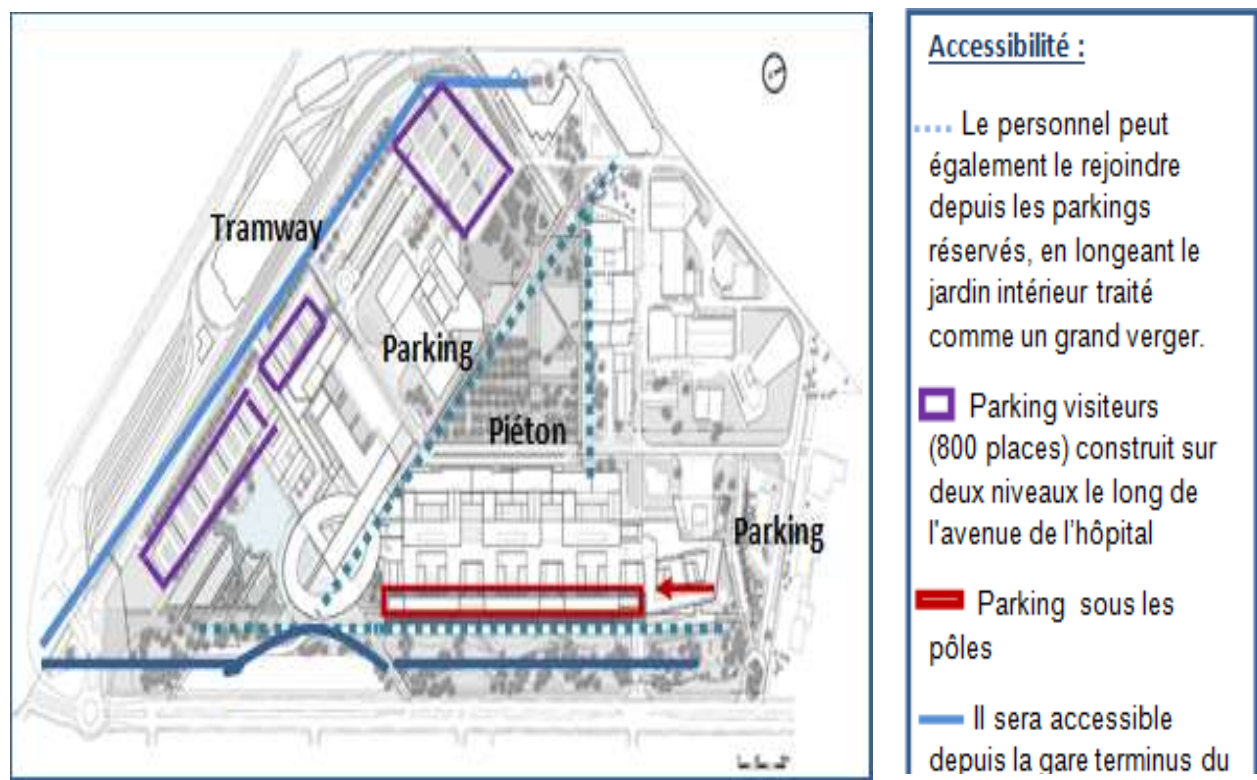 Tramway
Parking
Piéton
Parking
Accessibilité :
Le personnel peut
également le rejoindre
depuis les parkings
réservés, en longeant le
jardin intérieur traité
comme un grand verger.
Parking visiteurs
(800 places) construit sur
deux niveaux le long de
l'avenue de l'hôpital
Parking sous les
pôles
Il sera accessible
depuis la gare terminus du